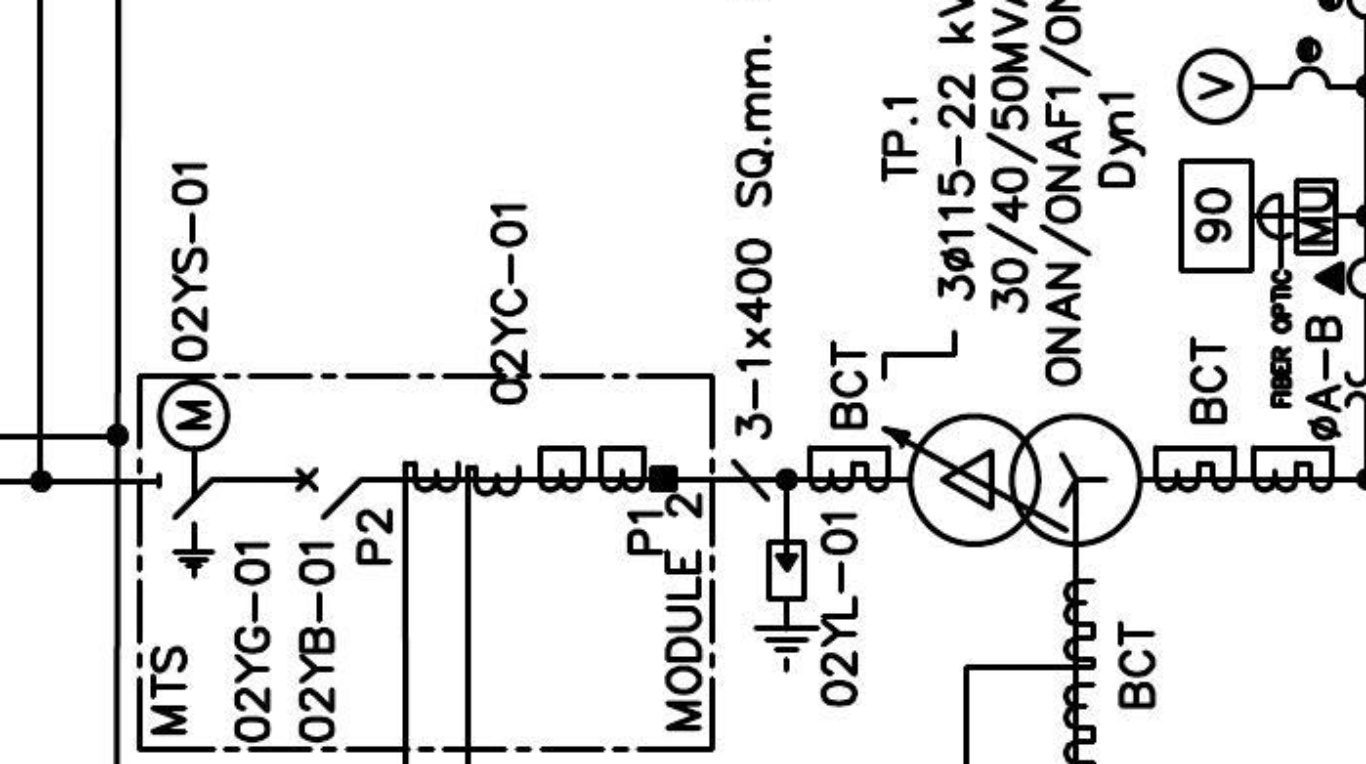 02YS-01
M
02YC-01
MTS
02YG-01
02YB-01
P2
P1
MODULE 2
3-1x400 SQ.mm.
BCT
02YL-01
TP.1
3ø115-22 kV
30/40/50MVA
ONAN/ONAF1/ON
Dyn1
BCT
V
90
MU
FIBER OPTIC
øA-B
BCT